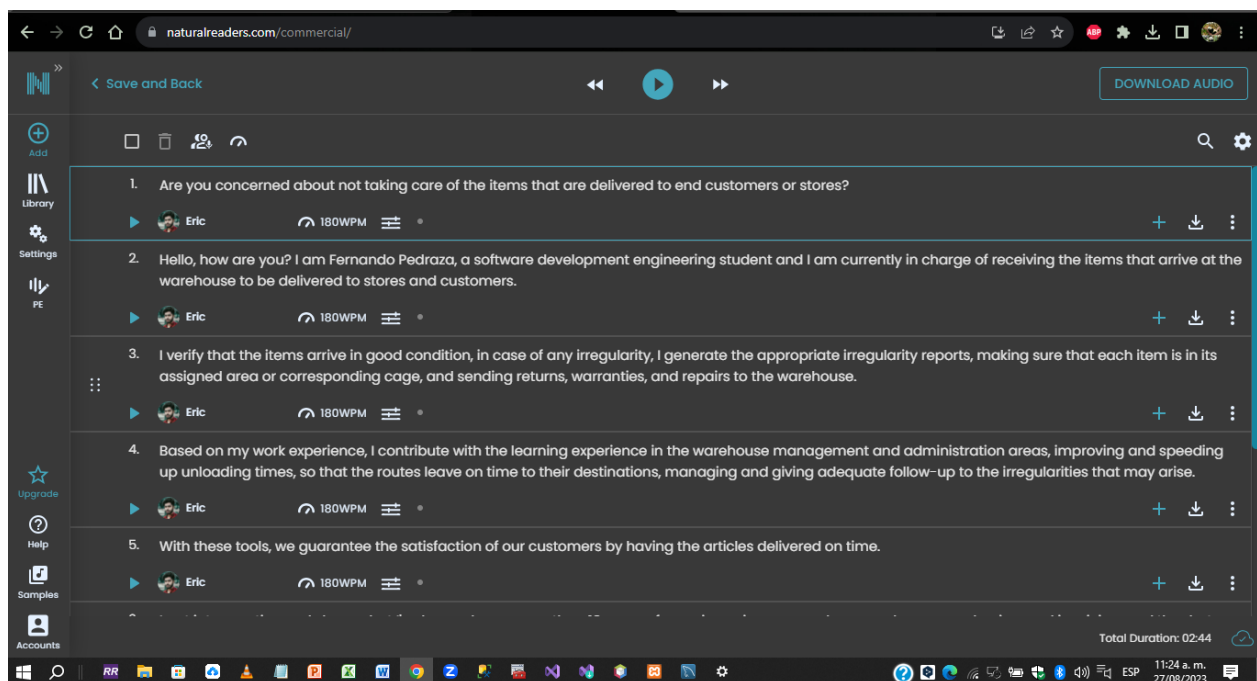 naturalreaders.com/commercial/
ABP
N »
Save and Back
DOWNLOAD AUDIO
Add
Library
Settings
PE
Upgrade
Help
Samples
Accounts
1. Are you concerned about not taking care of the items that are delivered to end customers or stores?
Eric 180WPM
2. Hello, how are you? I am Fernando Pedraza, a software development engineering student and I am currently in charge of receiving the items that arrive at the
warehouse to be delivered to stores and customers.
Eric 180WPM
3. I verify that the items arrive in good condition, in case of any irregularity, I generate the appropriate irregularity reports, making sure that each item is in its
assigned area or corresponding cage, and sending returns, warranties, and repairs to the warehouse.
Eric 180WPM
4. Based on my work experience, I contribute with the learning experience in the warehouse management and administration areas, improving and speeding
up unloading times, so that the routes leave on time to their destinations, managing and giving adequate follow-up to the irregularities that may arise.
Eric 180WPM
5. With these tools, we guarantee the satisfaction of our customers by having the articles delivered on time.
Eric 180WPM
Total Duration: 02:44
RR
ESP
11:24 a. m.
27/08/2023